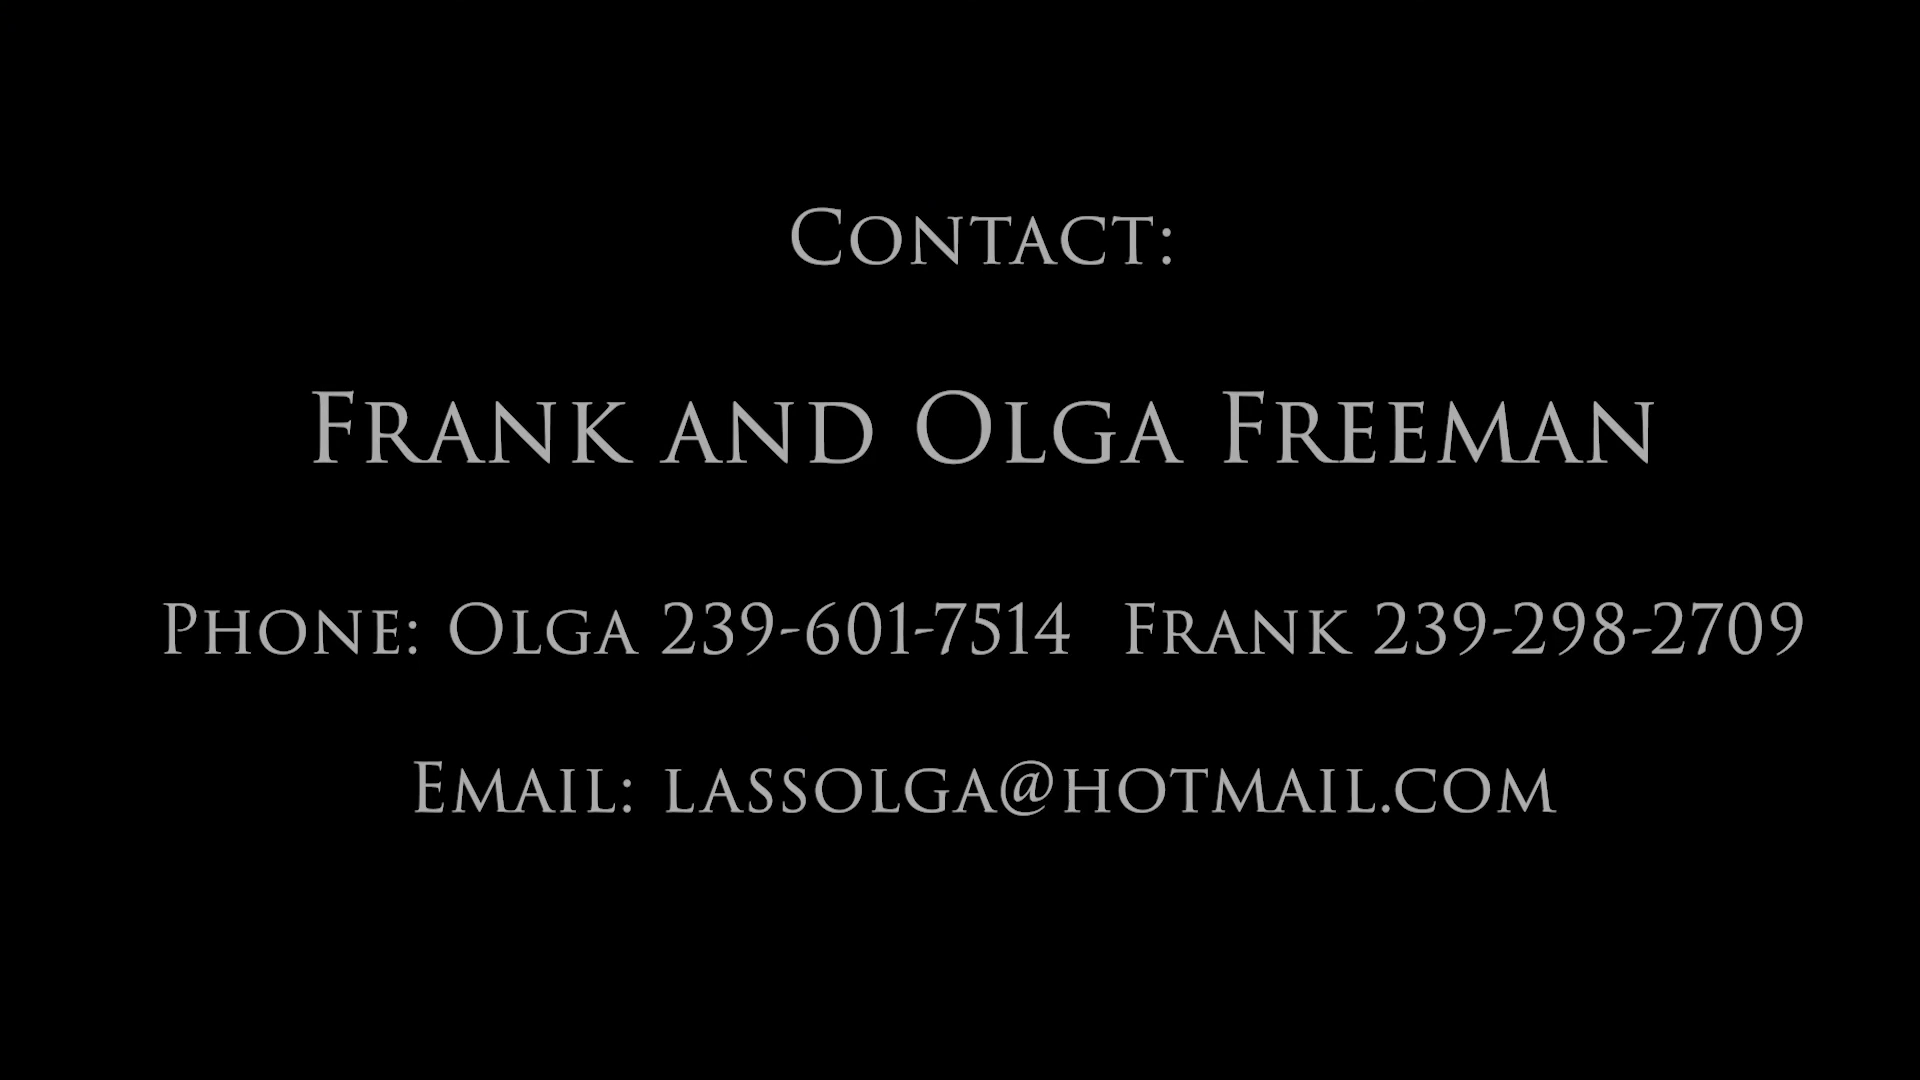 Contact:
Frank and Olga Freeman
Phone: Olga 239-601-7514 Frank 239-298-2709
Email: lassolga@hotmail.com